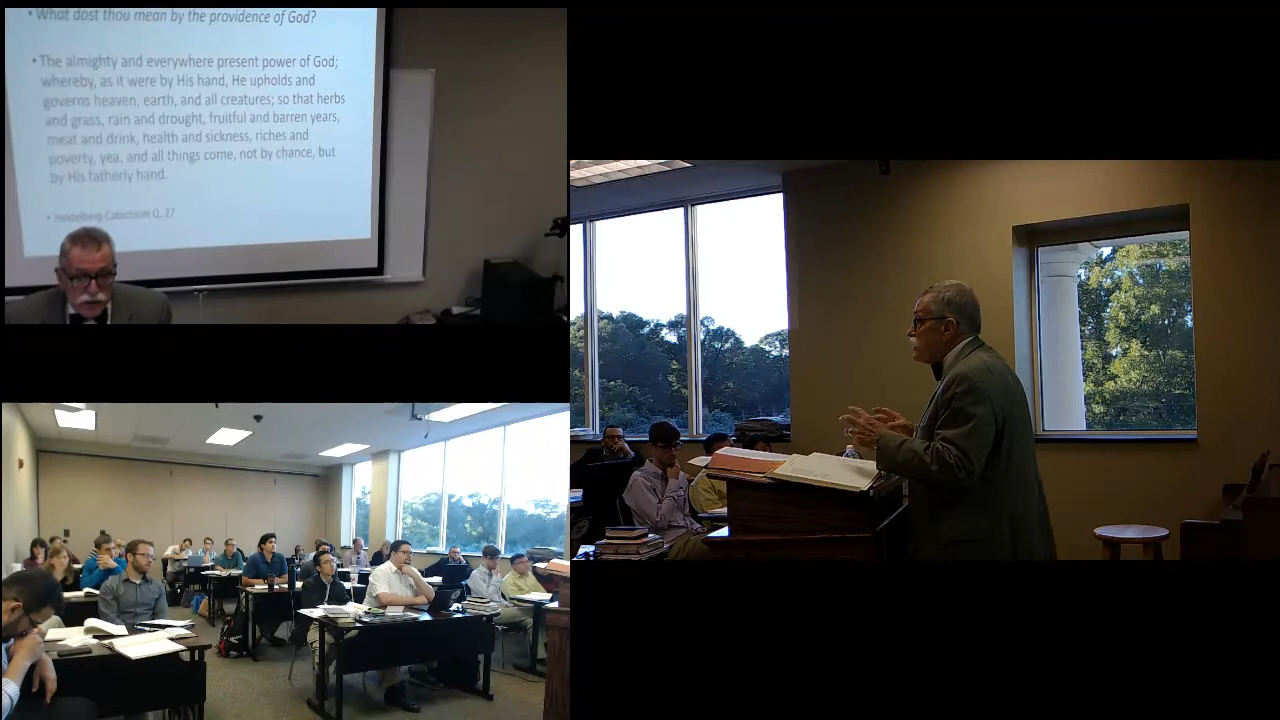 • What dost thou mean by the providence of God?
• The almighty and everywhere present power of God;
whereby, as it were by His hand, He upholds and
governs heaven, earth, and all creatures; so that herbs
and grass, rain and drought, fruitful and barren years,
meat and drink, health and sickness, riches and
poverty, yea, and all things come, not by chance, but
by His fatherly hand.
• Heidelberg Catechism Q. 27